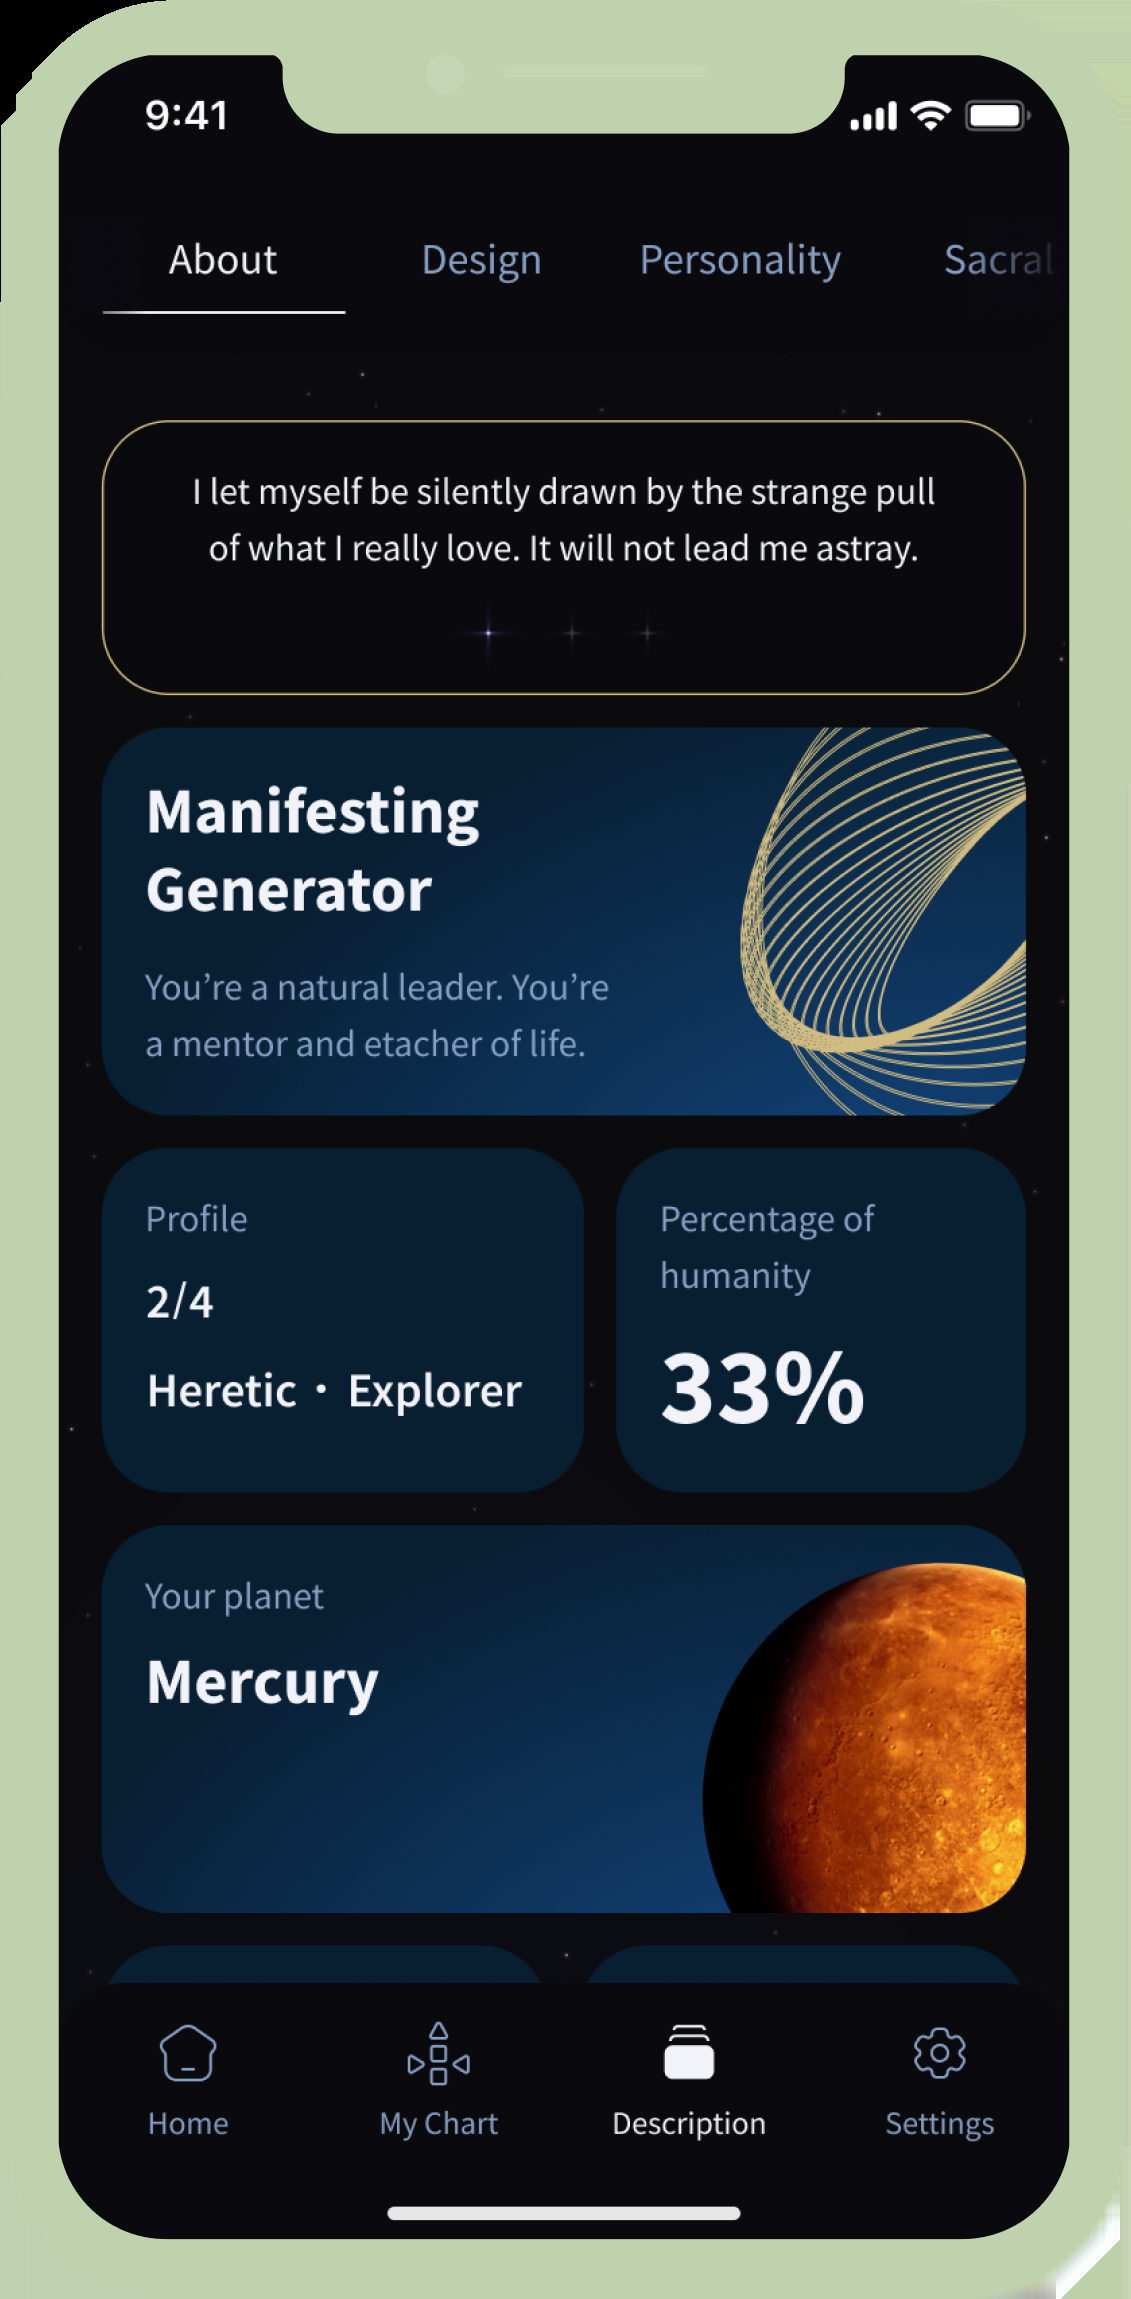 9:41
About Design Personality Sacral
I let myself be silently drawn by the strange pull
of what I really love. It will not lead me astray.
Manifesting
Generator
You’re a natural leader. You’re
a mentor and etacher of life.
Profile
2/4
Heretic · Explorer
Percentage of
humanity
33%
Your planet
Mercury
Home My Chart Description Settings